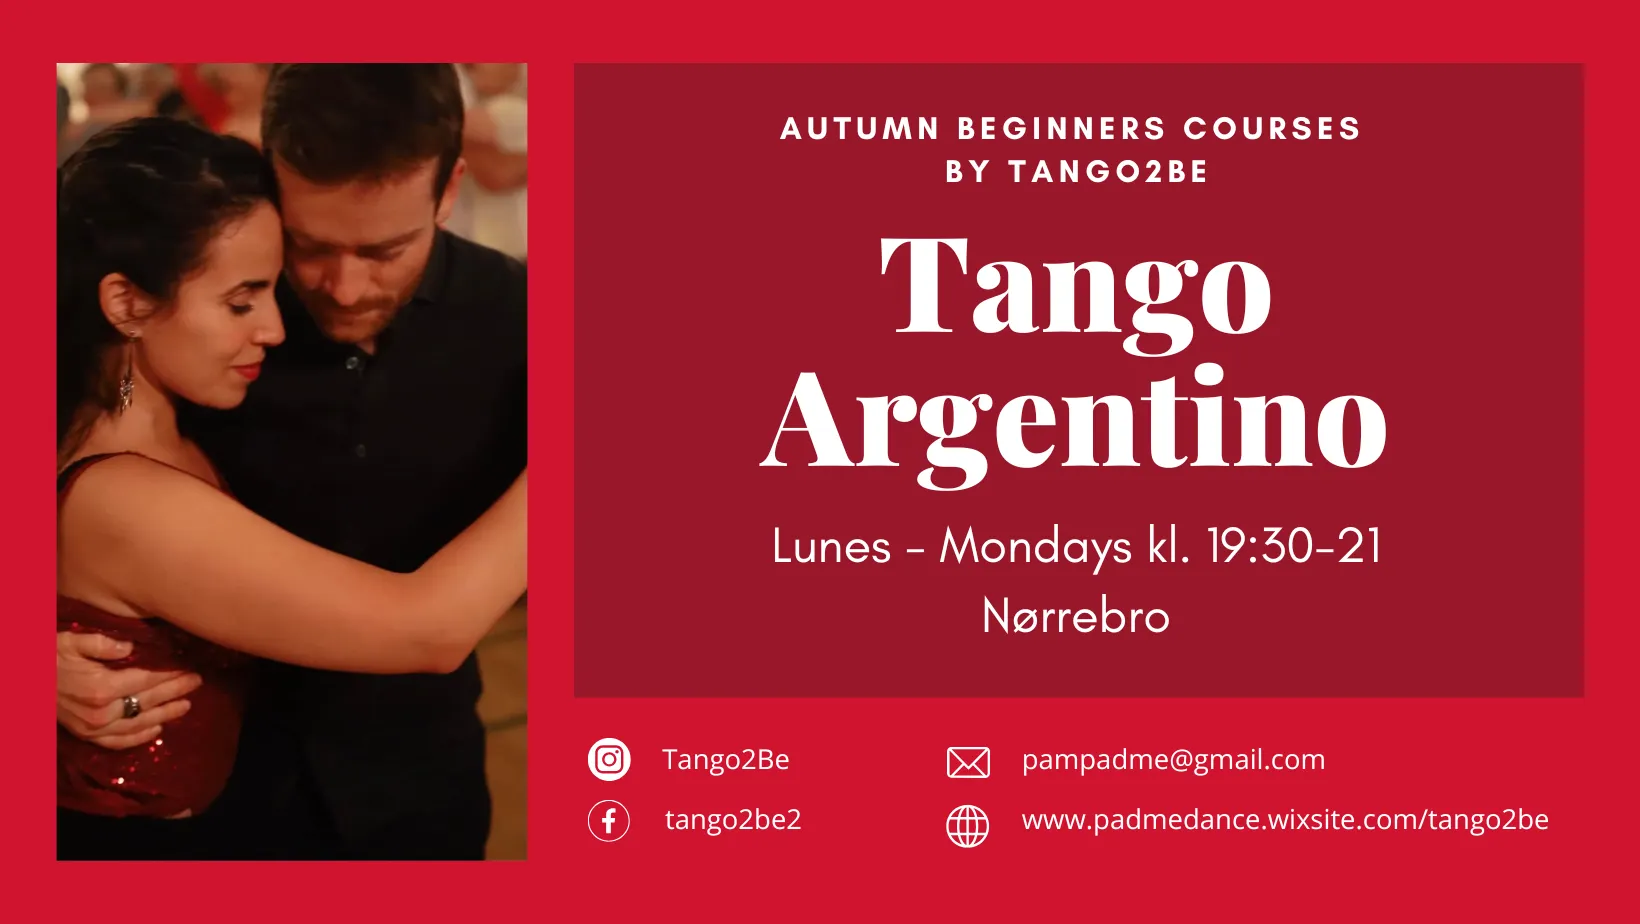 AUTUMN BEGINNERS COURSES
BY TANGO2BE
Tango
Argentino
Lunes - Mondays kl. 19:30-21
Nørrebro
Tango2Be
pampadme@gmail.com
tango2be2
www.padmedance.wixsite.com/tango2be